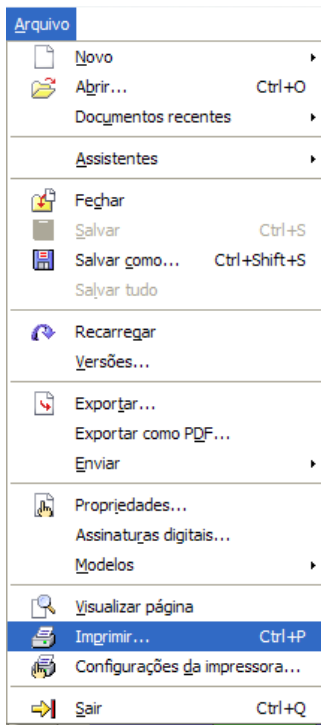 Arquivo
Novo
Abrir... Ctrl+O
Documentos recentes
Assistentes
Fechar
Salvar Ctrl+S
Salvar como... Ctrl+Shift+S
Salvar tudo
Recarregar
Versões...
Exportar...
Exportar como PDF...
Enviar
Propriedades...
Assinaturas digitais...
Modelos
Visualizar página
Imprimir... Ctrl+P
Configurações da impressora...
Sair Ctrl+Q